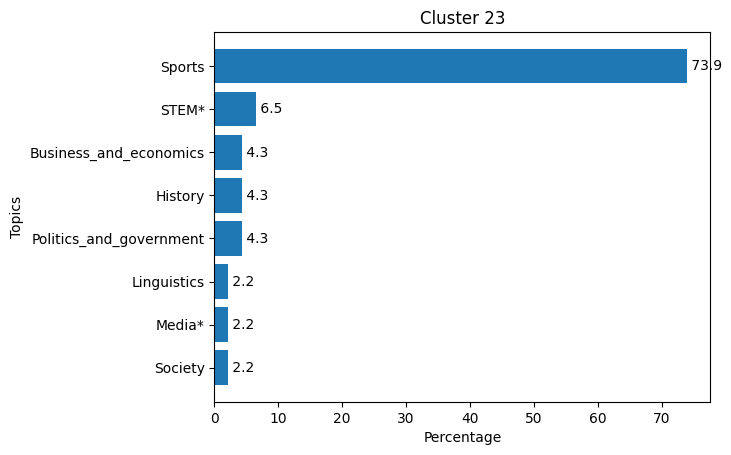 Cluster 23
Topics
Sports 73.9
STEM* 6.5
Business_and_economics 4.3
History 4.3
Politics_and_government 4.3
Linguistics 2.2
Media* 2.2
Society 2.2
0 10 20 30 40 50 60 70
Percentage